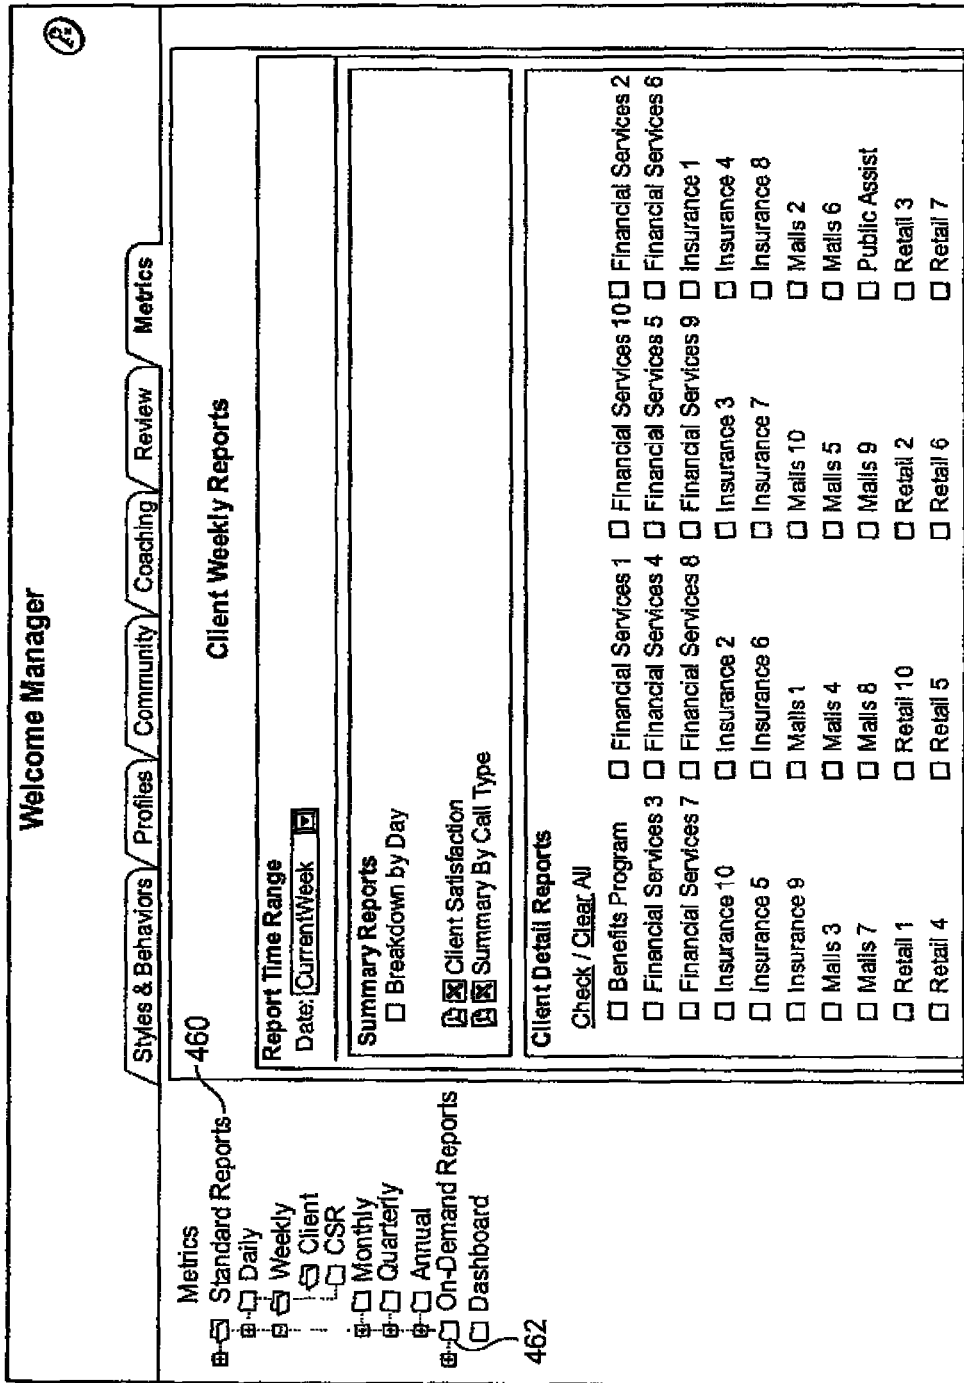 Welcome Manager
Styles & Behaviors Profiles Community Coaching Review Metrics
460
Metrics
Standard Reports
Daily
Weekly
Client
CSR
Monthly
Quarterly
Annual
On-Demand Reports
Dashboard
462
Client Weekly Reports
Report Time Range
Date: CurrentWeek
Summary Reports
Breakdown by Day
Client Satisfaction
Summary By Call Type
Client Detail Reports
Check / Clear All
Benefits Program Financial Services 1 Financial Services 10 Financial Services 2
Financial Services 3 Financial Services 4 Financial Services 5 Financial Services 6
Financial Services 7 Financial Services 8 Financial Services 9 Insurance 1
Insurance 10 Insurance 2 Insurance 3 Insurance 4
Insurance 5 Insurance 6 Insurance 7 Insurance 8
Insurance 9 Malls 1 Malls 10 Malls 2
Malls 3 Malls 4 Malls 5 Malls 6
Malls 7 Malls 8 Malls 9 Public Assist
Retail 1 Retail 10 Retail 2 Retail 3
Retail 4 Retail 5 Retail 6 Retail 7